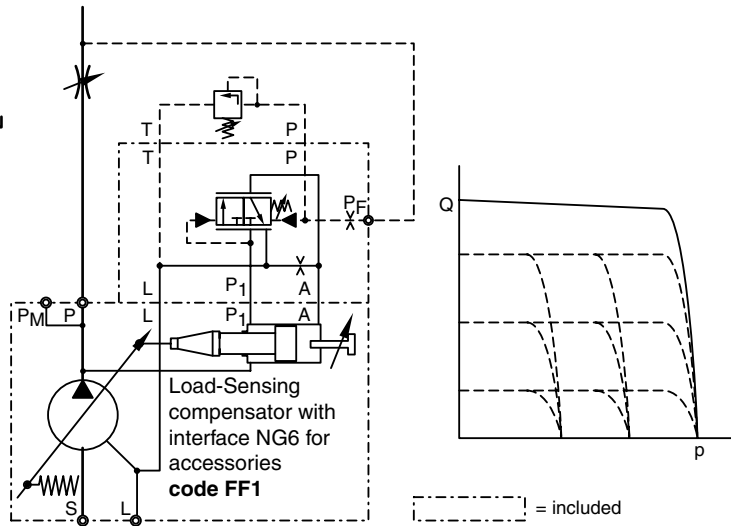 T P
T P
P F
L P1 A
L P1 A
PM P
Load-Sensing
compensator with
interface NG6 for
accessories
code FF1
S L
Q
p
= included